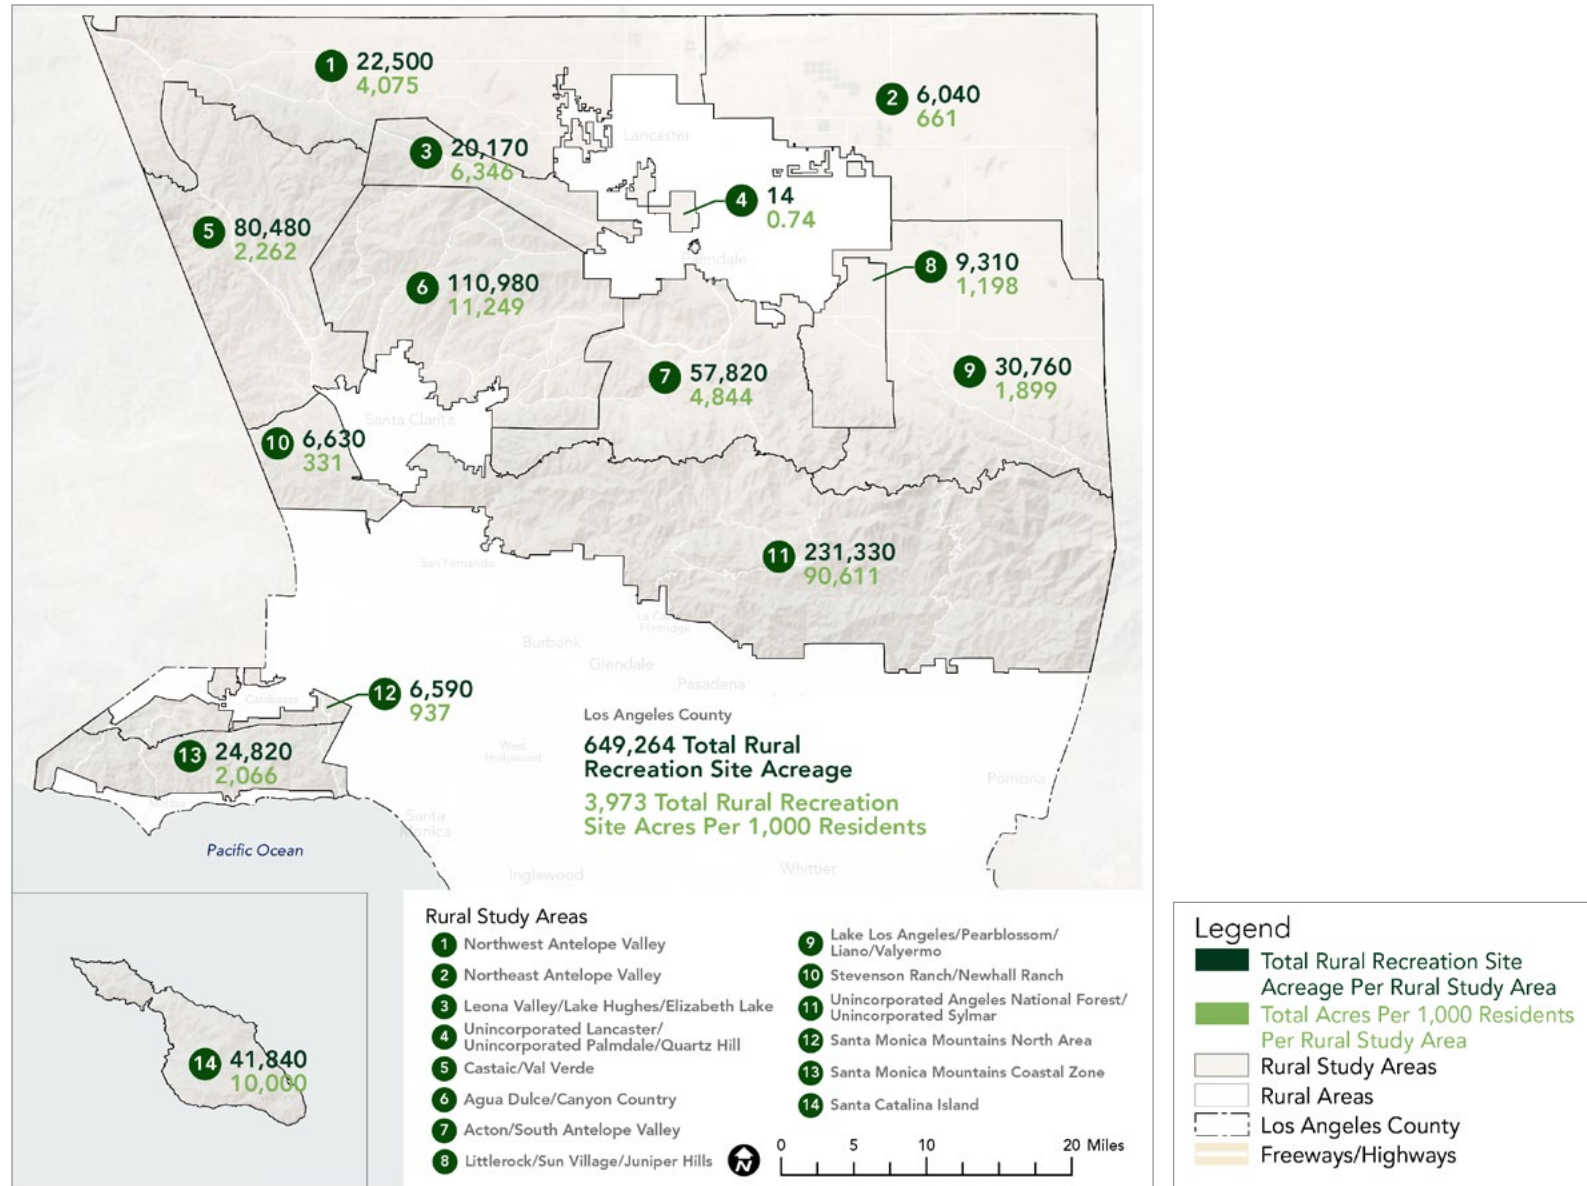 1 22,500
4,075
2 6,040
661
Lancaster
3 20,170
6,346
4 14
0.74
5 80,480
2,262
Palmdale
8 9,310
1,198
6 110,980
11,249
7 57,820
4,844
9 30,760
1,899
Santa Clarita
10 6,630
331
11 231,330
90,611
San Fernando
La Cañada
Flintridge
Burbank
Glendale
Pasadena
12 6,590
937
Calabasas
Los Angeles County
649,264 Total Rural
Recreation Site Acreage
3,973 Total Rural Recreation
Site Acres Per 1,000 Residents
13 24,820
2,066
West
Hollywood
Pomona
Malibu
Santa
Monica
Pacific Ocean
Inglewood
Whittier
14 41,840
10,000
Rural Study Areas
1 Northwest Antelope Valley
2 Northeast Antelope Valley
3 Leona Valley/Lake Hughes/Elizabeth Lake
4 Unincorporated Lancaster/
Unincorporated Palmdale/Quartz Hill
5 Castaic/Val Verde
6 Agua Dulce/Canyon Country
7 Acton/South Antelope Valley
8 Littlerock/Sun Village/Juniper Hills
9 Lake Los Angeles/Pearblossom/
Liano/Valyermo
10 Stevenson Ranch/Newhall Ranch
11 Unincorporated Angeles National Forest/
Unincorporated Sylmar
12 Santa Monica Mountains North Area
13 Santa Monica Mountains Coastal Zone
14 Santa Catalina Island
N
0 5 10 20 Miles
Legend
Total Rural Recreation Site
Acreage Per Rural Study Area
Total Acres Per 1,000 Residents
Per Rural Study Area
Rural Study Areas
Rural Areas
Los Angeles County
Freeways/Highways